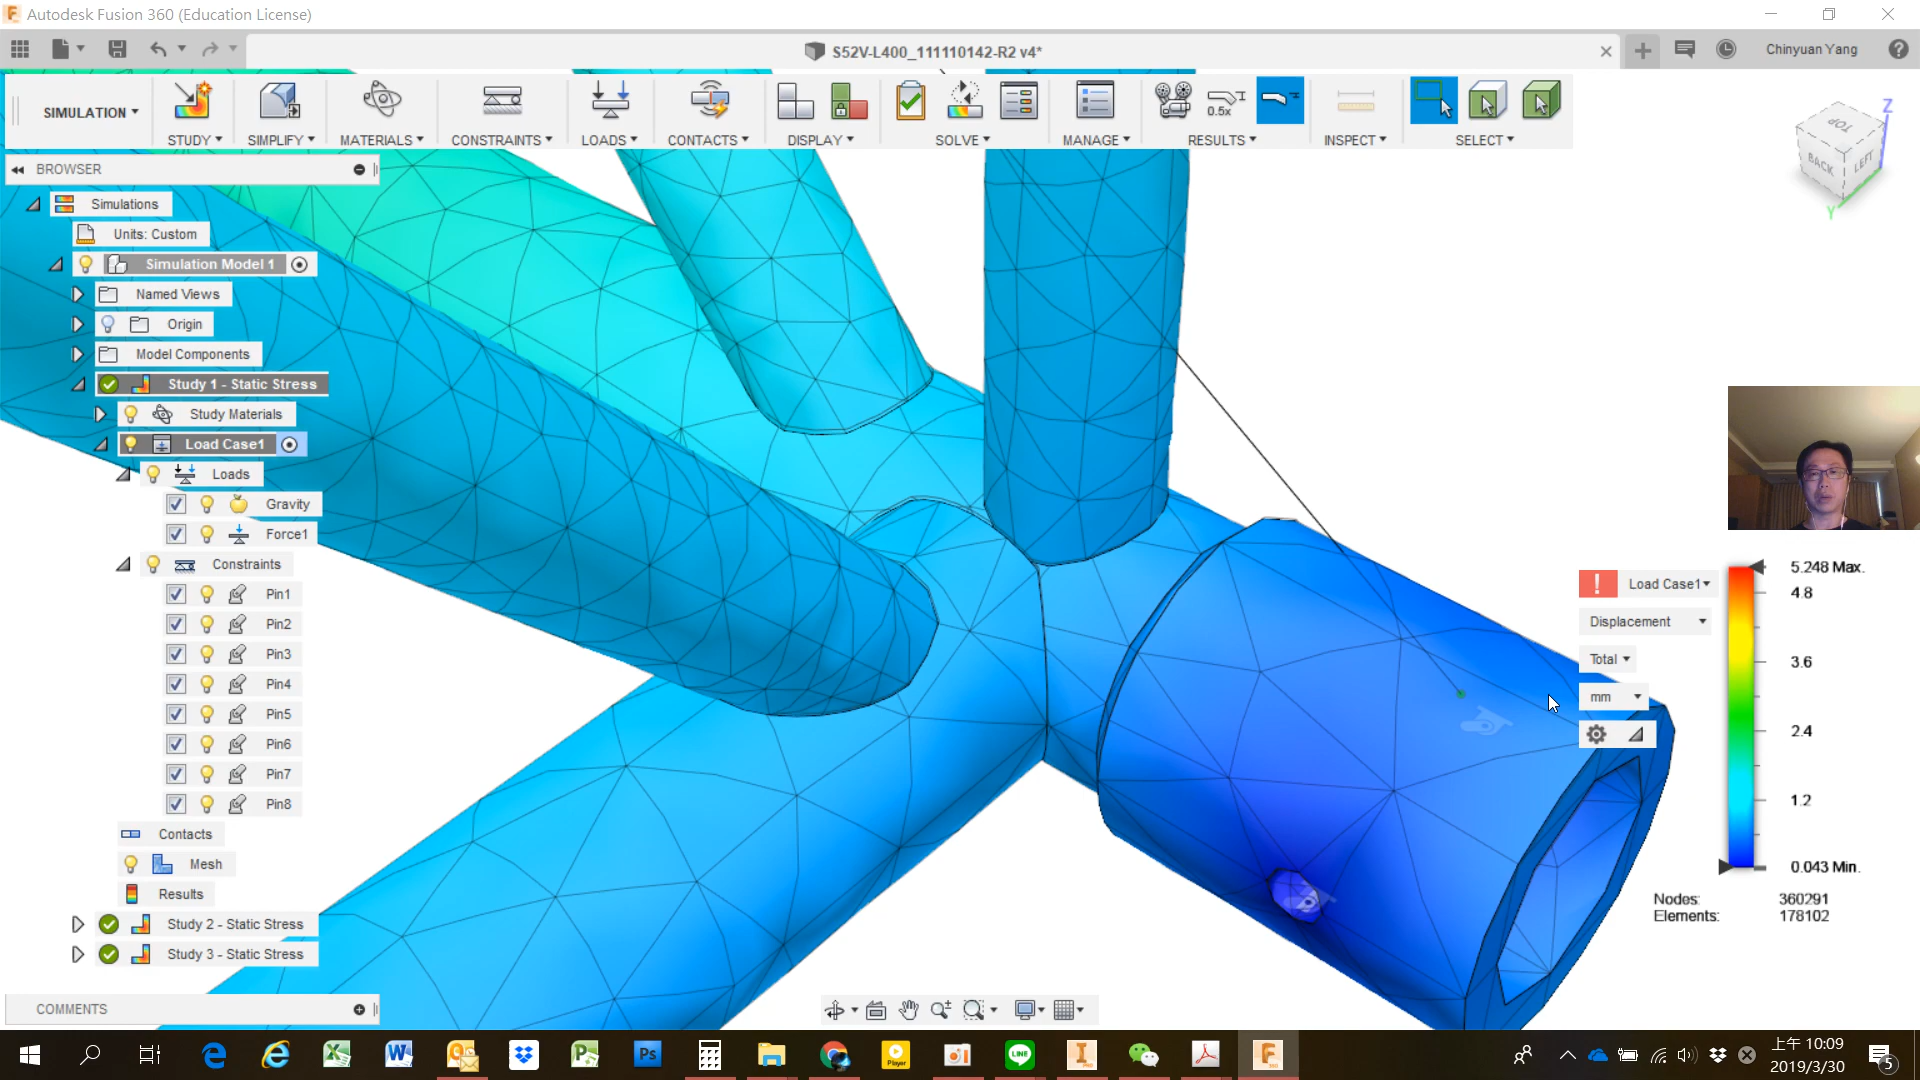 Autodesk Fusion 360 (Education License)
S52V-L400_111110142-R2 v4*
Chinyuan Yang
SIMULATION
STUDY
SIMPLIFY
MATERIALS
CONSTRAINTS
LOADS
CONTACTS
DISPLAY
SOLVE
MANAGE
0.5x
RESULTS
INSPECT
SELECT
TOP
BACK
LEFT
Z
Y
BROWSER
Simulations
Units: Custom
Simulation Model 1
Named Views
Origin
Model Components
Study 1 - Static Stress
Study Materials
Load Case1
Loads
Gravity
Force1
Constraints
Pin1
Pin2
Pin3
Pin4
Pin5
Pin6
Pin7
Pin8
Contacts
Mesh
Results
Study 2 - Static Stress
Study 3 - Static Stress
COMMENTS
Load Case1
Displacement
Total
mm
5.248 Max.
4.8
3.6
2.4
1.2
0.043 Min.
Nodes: 360291
Elements: 178102
Player
LINE
上午 10:09
2019/3/30
5